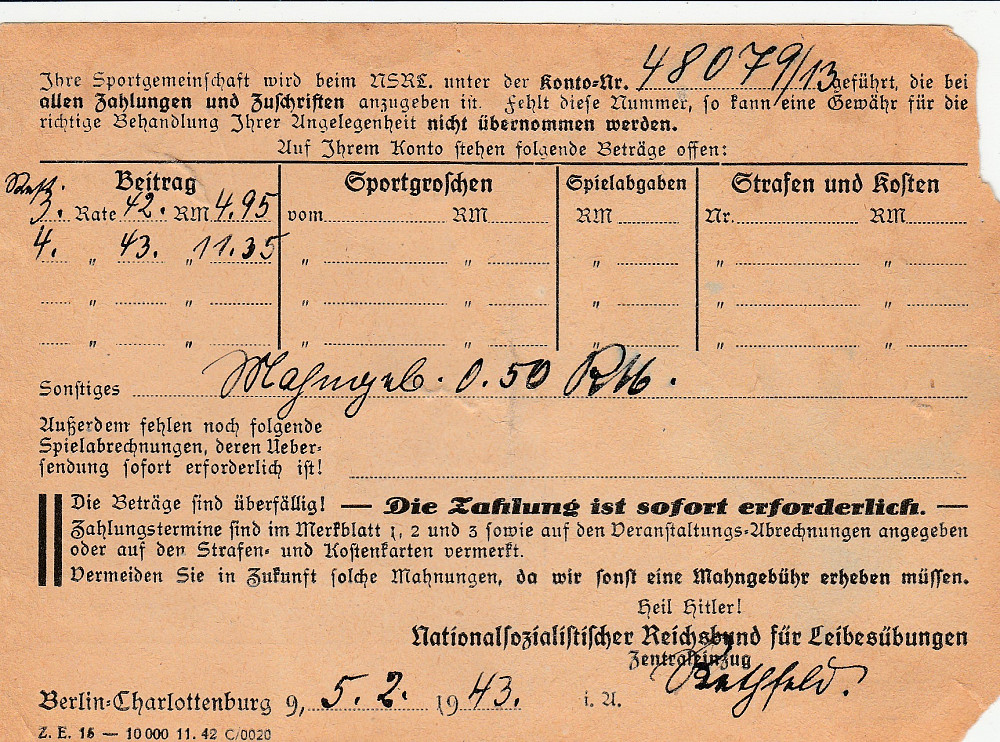 Ihre Sportgemeinschaft wird beim NSRL. unter der Konto=Nr. 48079/13 geführt, die bei
allen Zahlungen und Zuschriften anzugeben ist. Fehlt diese Nummer, so kann eine Gewähr für die
richtige Behandlung Ihrer Angelegenheit nicht übernommen werden.
Auf Ihrem Konto stehen folgende Beträge offen:
Rest. Beitrag Sportgroschen Spielabgaben Strafen und Kosten
3. Rate 42. RM 4.95 vom RM RM Nr. RM
4. " 43. " 11.35 " " " " "
" " " " " " "
" " " " " " "
Sonstiges Mahngeb. 0.50 RM.
Außerdem fehlen noch folgende
Spielabrechnungen, deren Ueber=
sendung sofort erforderlich ist!
Die Beträge sind überfällig! — Die Zahlung ist sofort erforderlich. —
Zahlungstermine sind im Merkblatt 1, 2 und 3 sowie auf den Veranstaltungs=Abrechnungen angegeben
oder auf den Strafen= und Kostenkarten vermerkt.
Vermeiden Sie in Zukunft solche Mahnungen, da wir sonst eine Mahngebühr erheben müssen.
Heil Hitler!
Nationalsozialistischer Reichsbund für Leibesübungen
Zentraleinzug
Berlin=Charlottenburg 9, 5.2. 1943. i. A. Rethfeld.
Z. E. 15 — 10 000 11. 42 C/0020